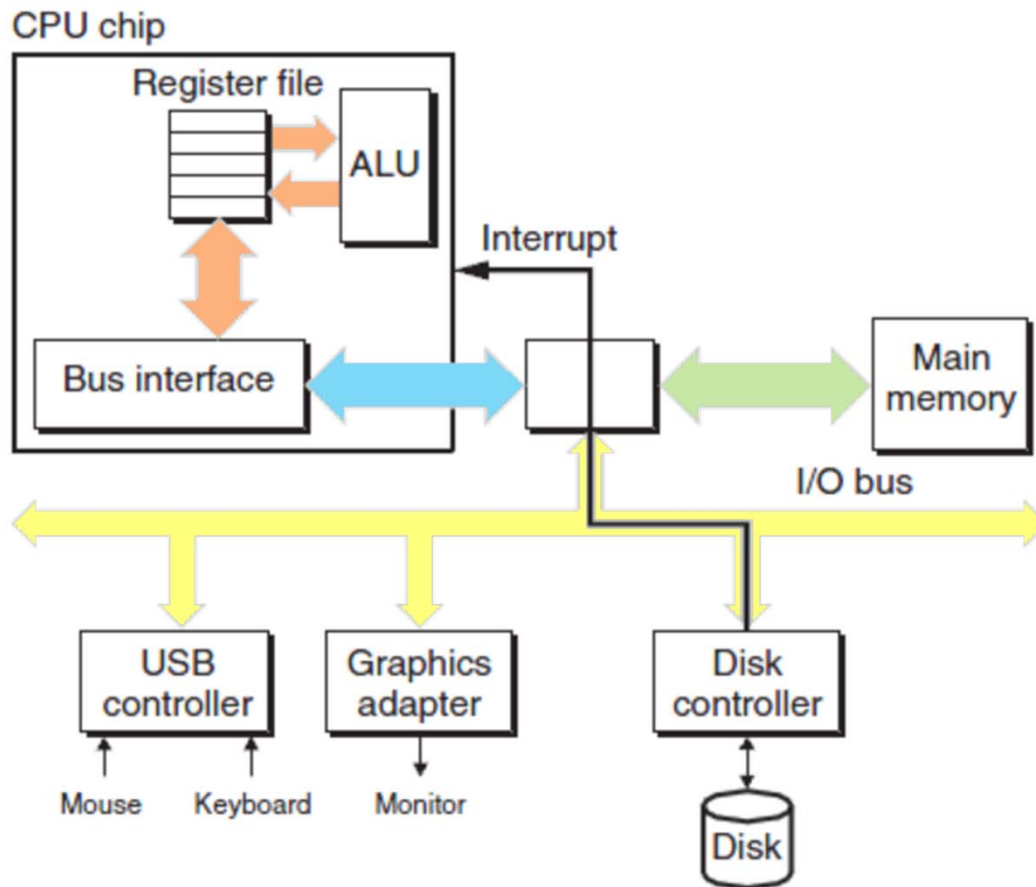 CPU chip
Register file
ALU
Interrupt
Bus interface
Main
memory
I/O bus
USB
controller
Graphics
adapter
Disk
controller
Mouse
Keyboard
Monitor
Disk